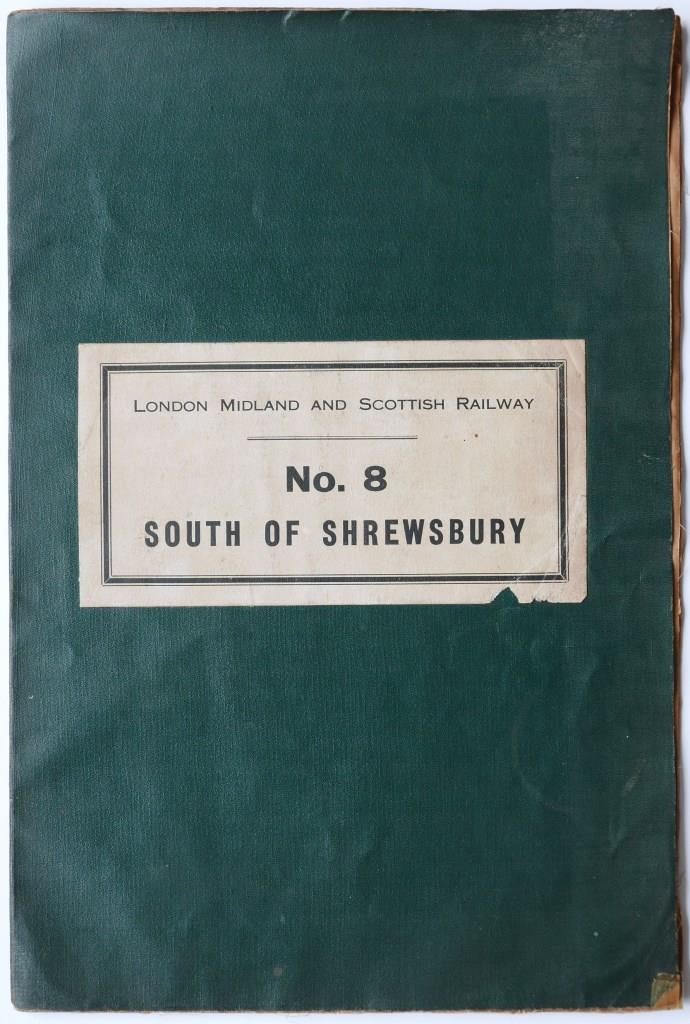 London Midland and Scottish Railway
No. 8
SOUTH OF SHREWSBURY